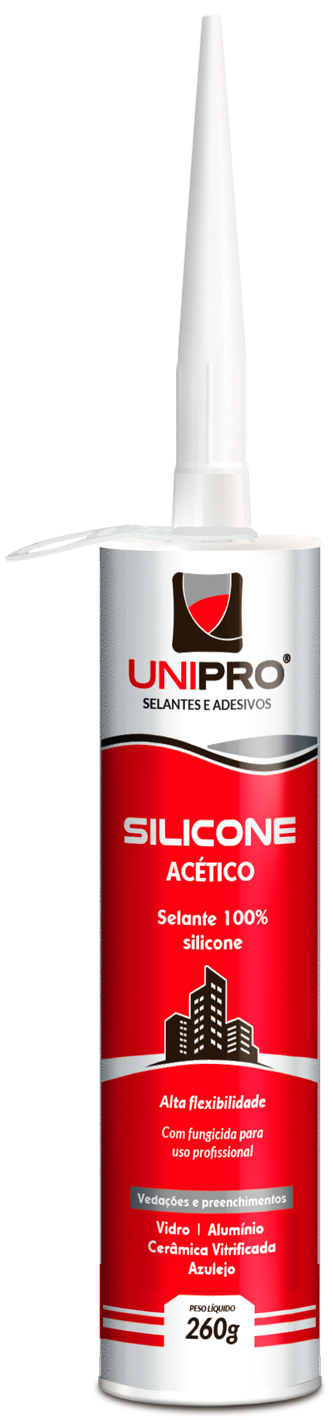 UNIPRO®
SELANTES E ADESIVOS
SILICONE
ACÉTICO
Selante 100%
silicone
Alta flexibilidade
Com fungicida para
uso profissional
Vedações e preenchimentos
Vidro | Alumínio
Cerâmica Vitrificada
Azulejo
PESO LÍQUIDO
260g